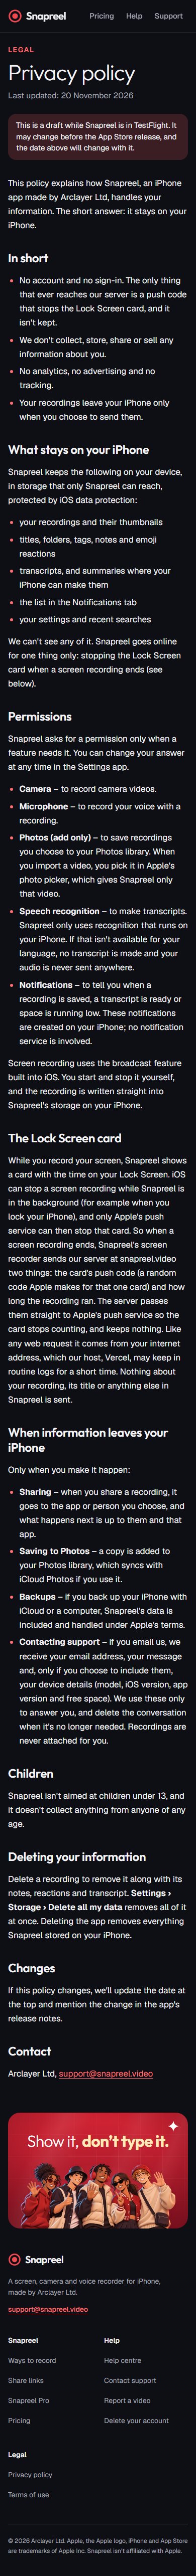 Snapreel Pricing Help Support
LEGAL
Privacy policy
Last updated: 20 November 2026
This is a draft while Snapreel is in TestFlight. It
may change before the App Store release, and
the date above will change with it.
This policy explains how Snapreel, an iPhone
app made by Arclayer Ltd, handles your
information. The short answer: it stays on your
iPhone.
In short
• No account and no sign-in. The only thing
that ever reaches our server is a push code
that stops the Lock Screen card, and it
isn't kept.
• We don't collect, store, share or sell any
information about you.
• No analytics, no advertising and no
tracking.
• Your recordings leave your iPhone only
when you choose to send them.
What stays on your iPhone
Snapreel keeps the following on your device,
in storage that only Snapreel can reach,
protected by iOS data protection:
• your recordings and their thumbnails
• titles, folders, tags, notes and emoji
reactions
• transcripts, and summaries where your
iPhone can make them
• the list in the Notifications tab
• your settings and recent searches
We can't see any of it. Snapreel goes online
for one thing only: stopping the Lock Screen
card when a screen recording ends (see
below).
Permissions
Snapreel asks for a permission only when a
feature needs it. You can change your answer
at any time in the Settings app.
• Camera – to record camera videos.
• Microphone – to record your voice with a
recording.
• Photos (add only) – to save recordings
you choose to your Photos library. When
you import a video, you pick it in Apple's
photo picker, which gives Snapreel only
that video.
• Speech recognition – to make transcripts.
Snapreel only uses recognition that runs on
your iPhone. If that isn't available for your
language, no transcript is made and your
audio is never sent anywhere.
• Notifications – to tell you when a
recording is saved, a transcript is ready or
space is running low. These notifications
are created on your iPhone; no notification
service is involved.
Screen recording uses the broadcast feature
built into iOS. You start and stop it yourself,
and the recording is written straight into
Snapreel's storage on your iPhone.
The Lock Screen card
While you record your screen, Snapreel shows
a card with the time on your Lock Screen. iOS
can stop a screen recording while Snapreel is
in the background (for example when you
lock your iPhone), and only Apple's push
service can then stop that card. So when a
screen recording ends, Snapreel's screen
recorder sends our server at snapreel.video
two things: the card's push code (a random
code Apple makes for that one card) and how
long the recording ran. The server passes
them straight to Apple's push service so the
card stops counting, and keeps nothing. Like
any web request it comes from your internet
address, which our host, Vercel, may keep in
routine logs for a short time. Nothing about
your recording, its title or anything else in
Snapreel is sent.
When information leaves your
iPhone
Only when you make it happen:
• Sharing – when you share a recording, it
goes to the app or person you choose, and
what happens next is up to them and that
app.
• Saving to Photos – a copy is added to
your Photos library, which syncs with
iCloud Photos if you use it.
• Backups – if you back up your iPhone with
iCloud or a computer, Snapreel's data is
included and handled under Apple's terms.
• Contacting support – if you email us, we
receive your email address, your message
and, only if you choose to include them,
your device details (model, iOS version, app
version and free space). We use these only
to answer you, and delete the conversation
when it's no longer needed. Recordings are
never attached for you.
Children
Snapreel isn't aimed at children under 13, and
it doesn't collect anything from anyone of any
age.
Deleting your information
Delete a recording to remove it along with its
notes, reactions and transcript. Settings ›
Storage › Delete all my data removes all of it
at once. Deleting the app removes everything
Snapreel stored on your iPhone.
Changes
If this policy changes, we'll update the date at
the top and mention the change in the app's
release notes.
Contact
Arclayer Ltd, support@snapreel.video
Show it, don't type it.
Snapreel
A screen, camera and voice recorder for iPhone,
made by Arclayer Ltd.
support@snapreel.video
Snapreel
Ways to record
Share links
Snapreel Pro
Pricing
Help
Help centre
Contact support
Report a video
Delete your account
Legal
Privacy policy
Terms of use
© 2026 Arclayer Ltd. Apple, the Apple logo, iPhone and App Store
are trademarks of Apple Inc. Snapreel isn't affiliated with Apple.